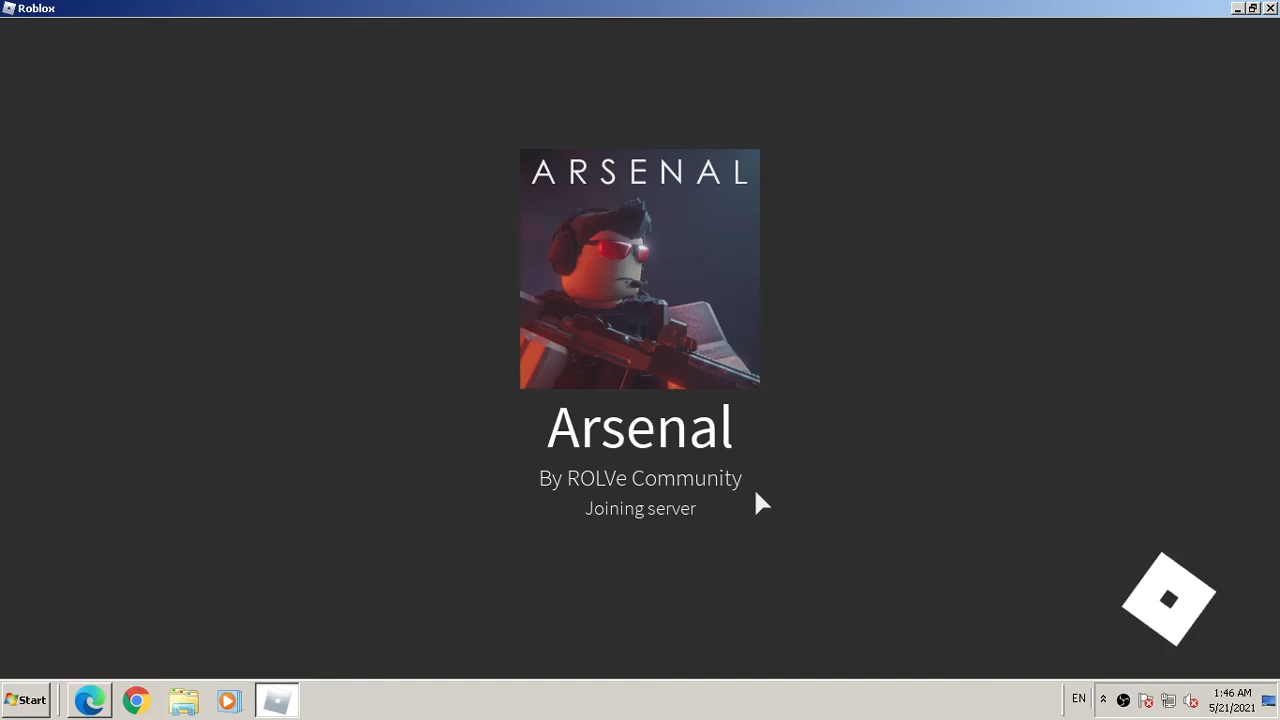 Roblox
ARSENAL
Arsenal
By ROLVe Community
Joining server
Start
EN
1:46 AM
5/21/2021